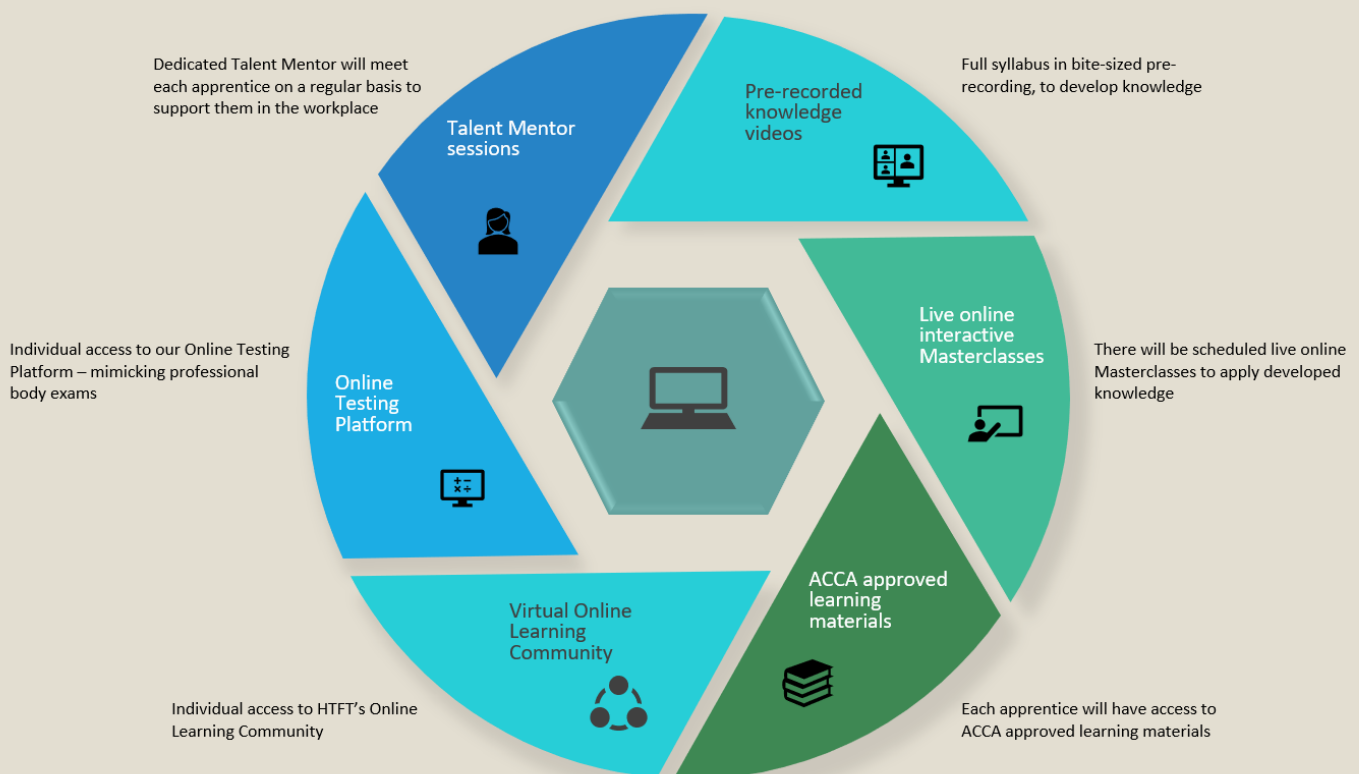 Dedicated Talent Mentor will meet
each apprentice on a regular basis to
support them in the workplace
Talent Mentor
sessions
Pre-recorded
knowledge
videos
Full syllabus in bite-sized pre-
recording, to develop knowledge
Live online
interactive
Masterclasses
There will be scheduled live online
Masterclasses to apply developed
knowledge
Individual access to our Online Testing
Platform – mimicking professional
body exams
Online
Testing
Platform
ACCA approved
learning
materials
Each apprentice will have access to
ACCA approved learning materials
Virtual Online
Learning
Community
Individual access to HTFT’s Online
Learning Community